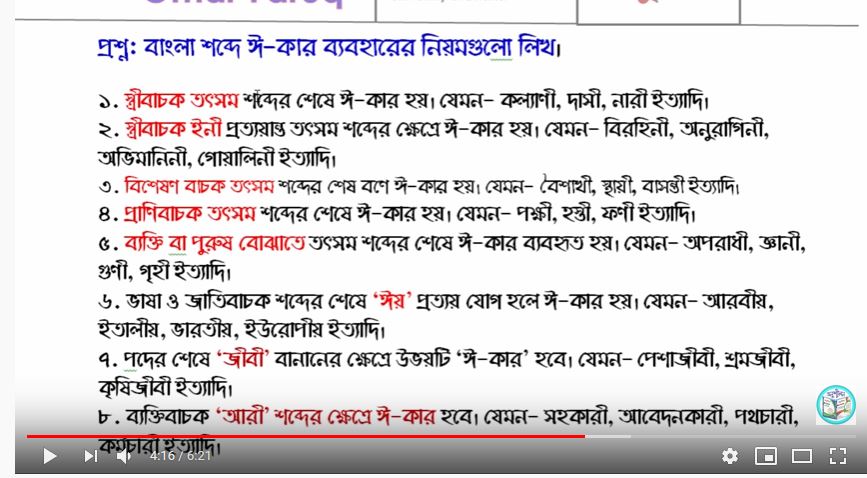 প্রশ্ন: বাংলা শব্দে ঈ-কার ব্যবহারের নিয়মগুলো লিখ।
১. স্ত্রীবাচক তৎসম শব্দের শেষে ঈ-কার হয়। যেমন- কল্যাণী, দাসী, নারী ইত্যাদি।
২. স্ত্রীবাচক ইনী প্রত্যয়ান্ত তৎসম শব্দের ক্ষেত্রে ঈ-কার হয়। যেমন- বিরহিনী, অনুরাগিনী,
অভিমানিনী, গোয়ালিনী ইত্যাদি।
৩. বিশেষণ বাচক তৎসম শব্দের শেষ বর্ণে ঈ-কার হয়। যেমন- বৈশাখী, স্থায়ী, বাসন্তী ইত্যাদি।
৪. প্রাণিবাচক তৎসম শব্দের শেষে ঈ-কার হয়। যেমন- পক্ষী, হস্তী, ফণী ইত্যাদি।
৫. ব্যক্তি বা পুরুষ বোঝাতে তৎসম শব্দের শেষে ঈ-কার ব্যবহৃত হয়। যেমন- অপরাধী, জ্ঞানী,
গুণী, গৃহী ইত্যাদি।
৬. ভাষা ও জাতিবাচক শব্দের শেষে ‘ঈয়’ প্রত্যয় যোগ হলে ঈ-কার হয়। যেমন- আরবীয়,
ইতালীয়, ভারতীয়, ইউরোপীয় ইত্যাদি।
৭. পদের শেষে ‘জীবী’ বানানের ক্ষেত্রে উভয়টি ‘ঈ-কার’ হবে। যেমন- পেশাজীবী, শ্রমজীবী,
কৃষিজীবী ইত্যাদি।
৮. ব্যক্তিবাচক ‘আরী’ শব্দের ক্ষেত্রে ঈ-কার হবে। যেমন- সহকারী, আবেদনকারী, পথচারী,
কর্মচারী ইত্যাদি।
4:16 / 6:21